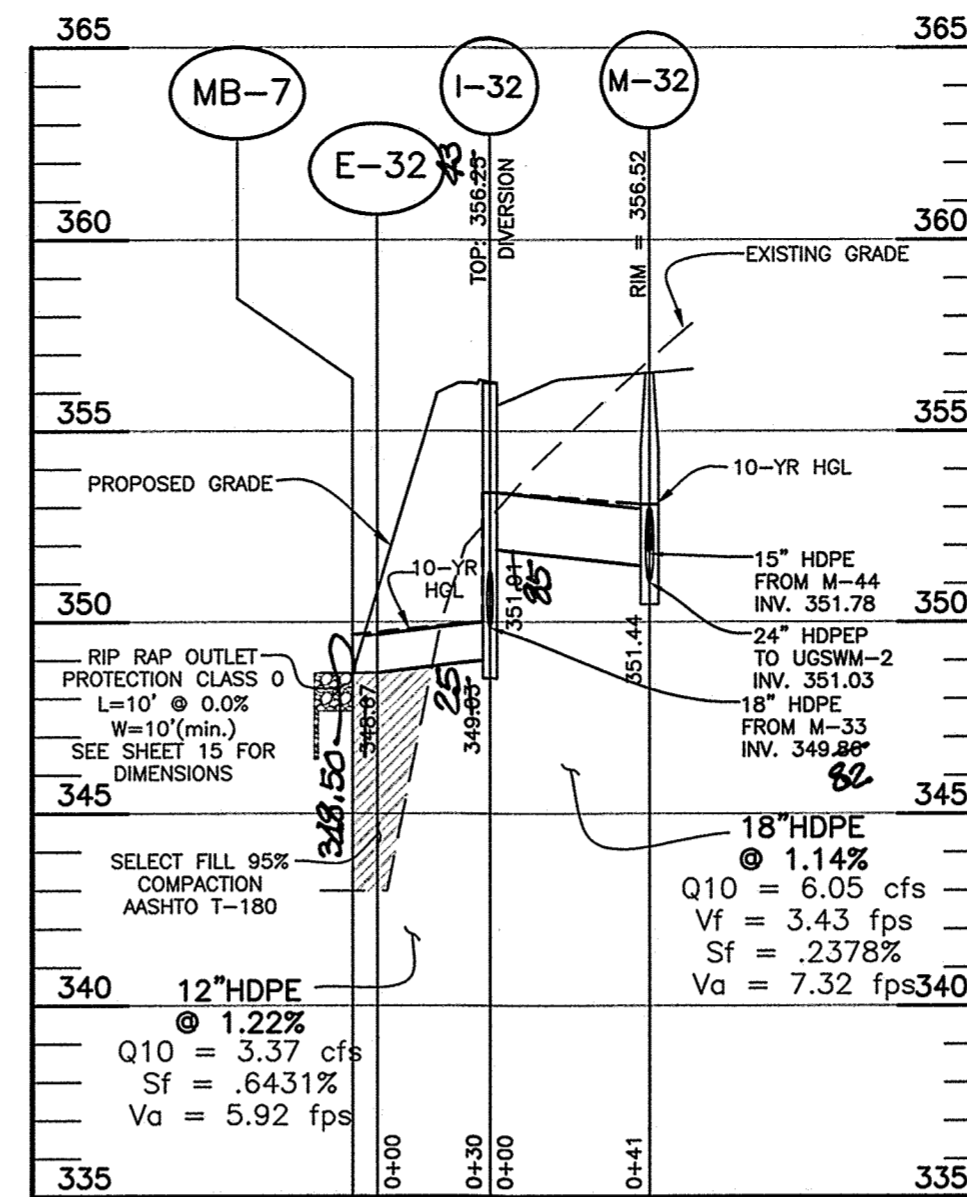 365
365
MB-7
I-32
M-32
E-32
43
TOP: 356.25
DIVERSION
RIM = 356.52
360
360
EXISTING GRADE
355
355
PROPOSED GRADE
10-YR HGL
10-YR
HGL
350
350
351.91
85
351.44
15" HDPE
FROM M-44
INV. 351.78
24" HDPEP
TO UGSWM-2
INV. 351.03
18" HDPE
FROM M-33
INV. 349.86
82
RIP RAP OUTLET
PROTECTION CLASS 0
L=10' @ 0.0%
W=10'(min.)
SEE SHEET 15 FOR
DIMENSIONS
348.67
348.50
25
349.03
345
345
SELECT FILL 95%
COMPACTION
AASHTO T-180
18"HDPE
@ 1.14%
Q10 = 6.05 cfs
Vf = 3.43 fps
Sf = .2378%
Va = 7.32 fps
340
340
12"HDPE
@ 1.22%
Q10 = 3.37 cfs
Sf = .6431%
Va = 5.92 fps
0+00
0+30
0+00
0+41
335
335